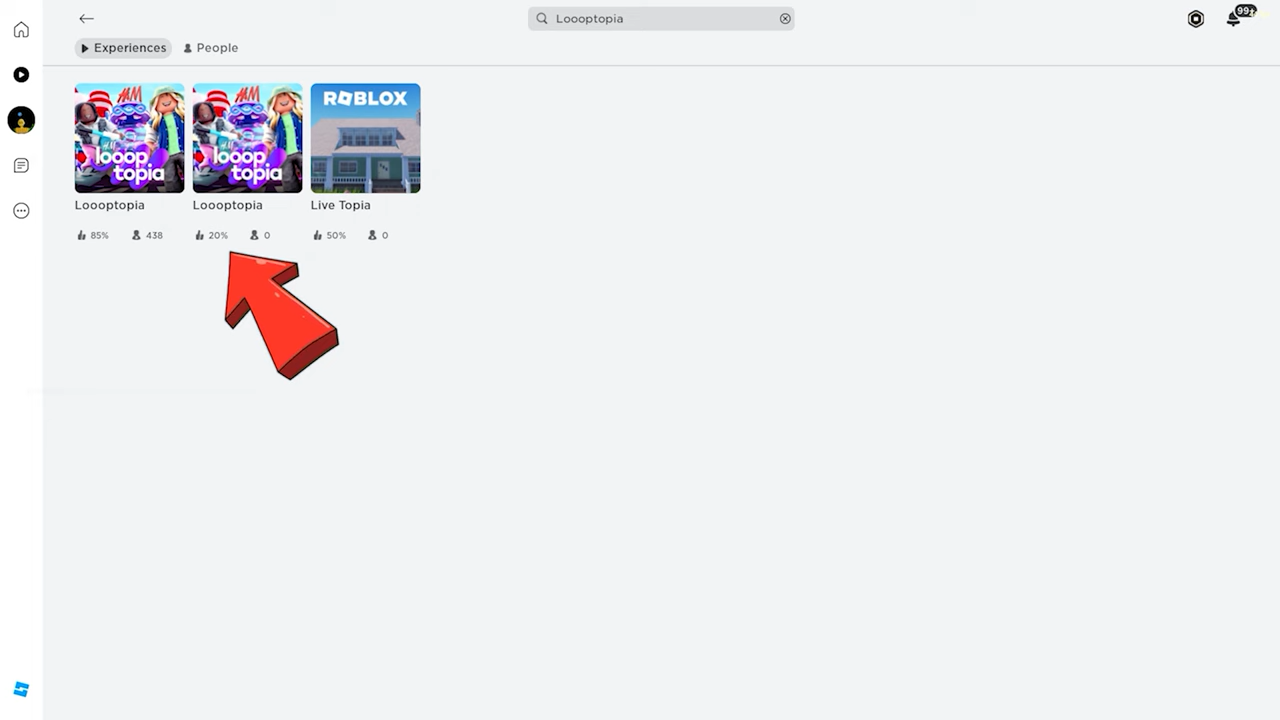 Loooptopia
99+
Experiences
People
H&M
looop
topia
H&M
looop
topia
ROBLOX
Loooptopia
Loooptopia
Live Topia
85%
438
20%
0
50%
0